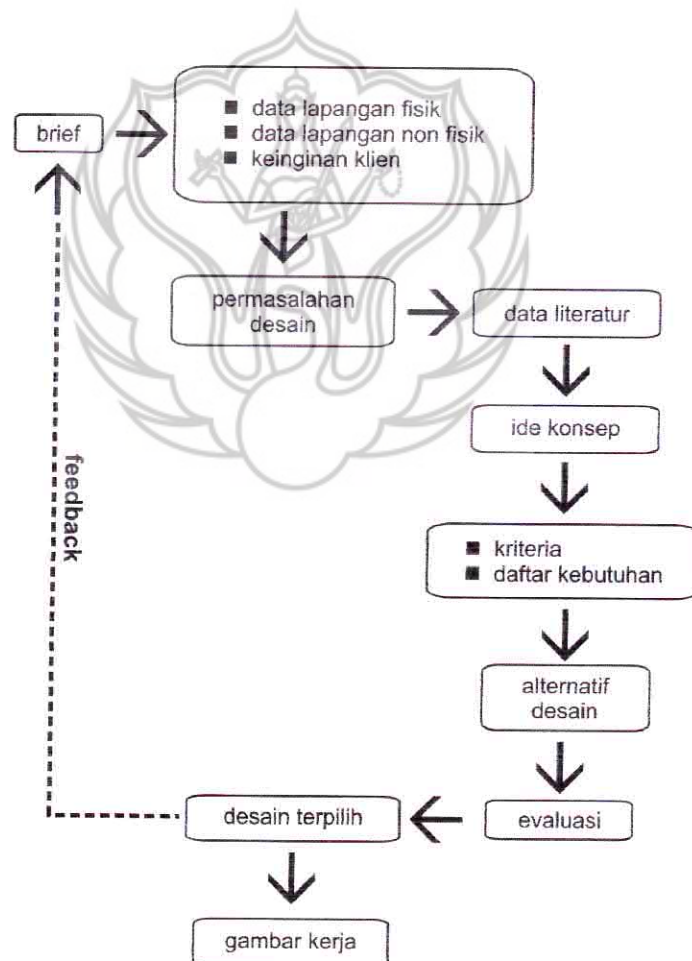 brief
■ data lapangan fisik
■ data lapangan non fisik
■ keinginan klien
permasalahan
desain
data literatur
ide konsep
■ kriteria
■ daftar kebutuhan
alternatif
desain
evaluasi
desain terpilih
feedback
gambar kerja